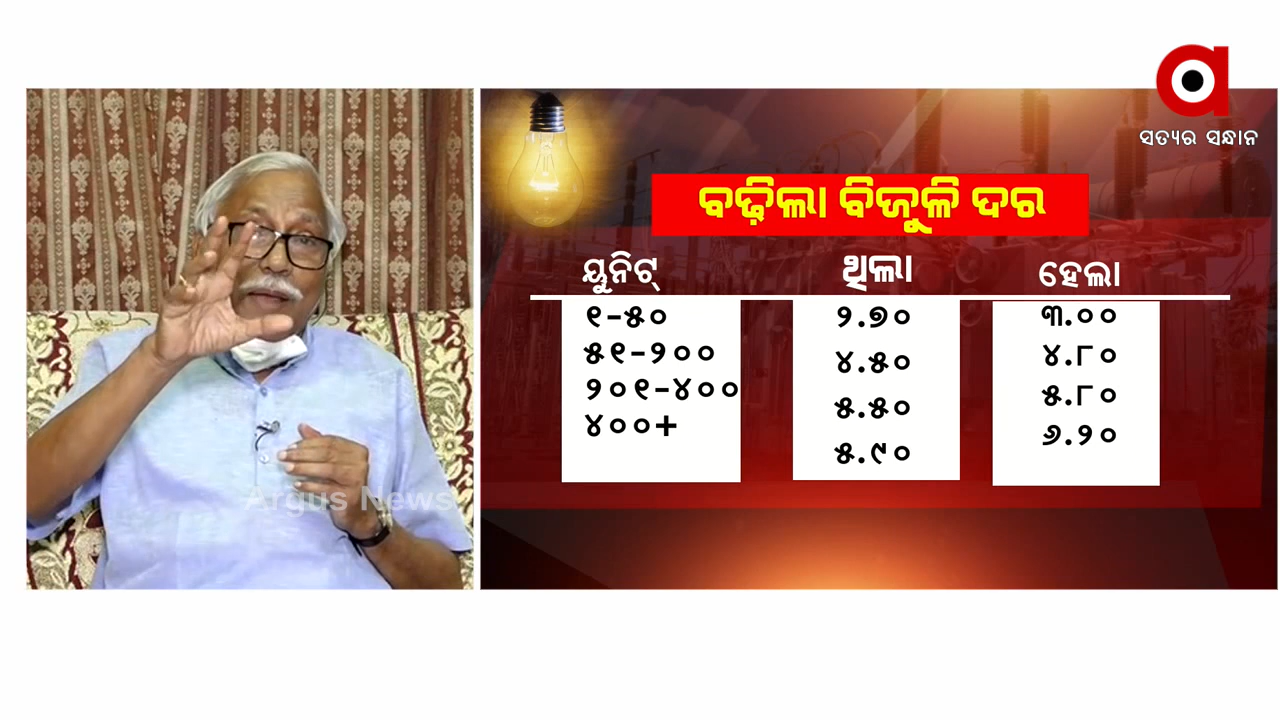 ସତ୍ୟର ସନ୍ଧାନ
ବଢ଼ିଲା ବିଜୁଳି ଦର
ୟୁନିଟ୍ ଥିଲା ହେଲା
୧-୫୦ ୨.୭୦ ୩.୦୦
୫୧-୨୦୦ ୪.୫୦ ୪.୮୦
୨୦୧-୪୦୦ ୫.୫୦ ୫.୮୦
୪୦୦+ ୫.୯୦ ୬.୨୦
Argus News